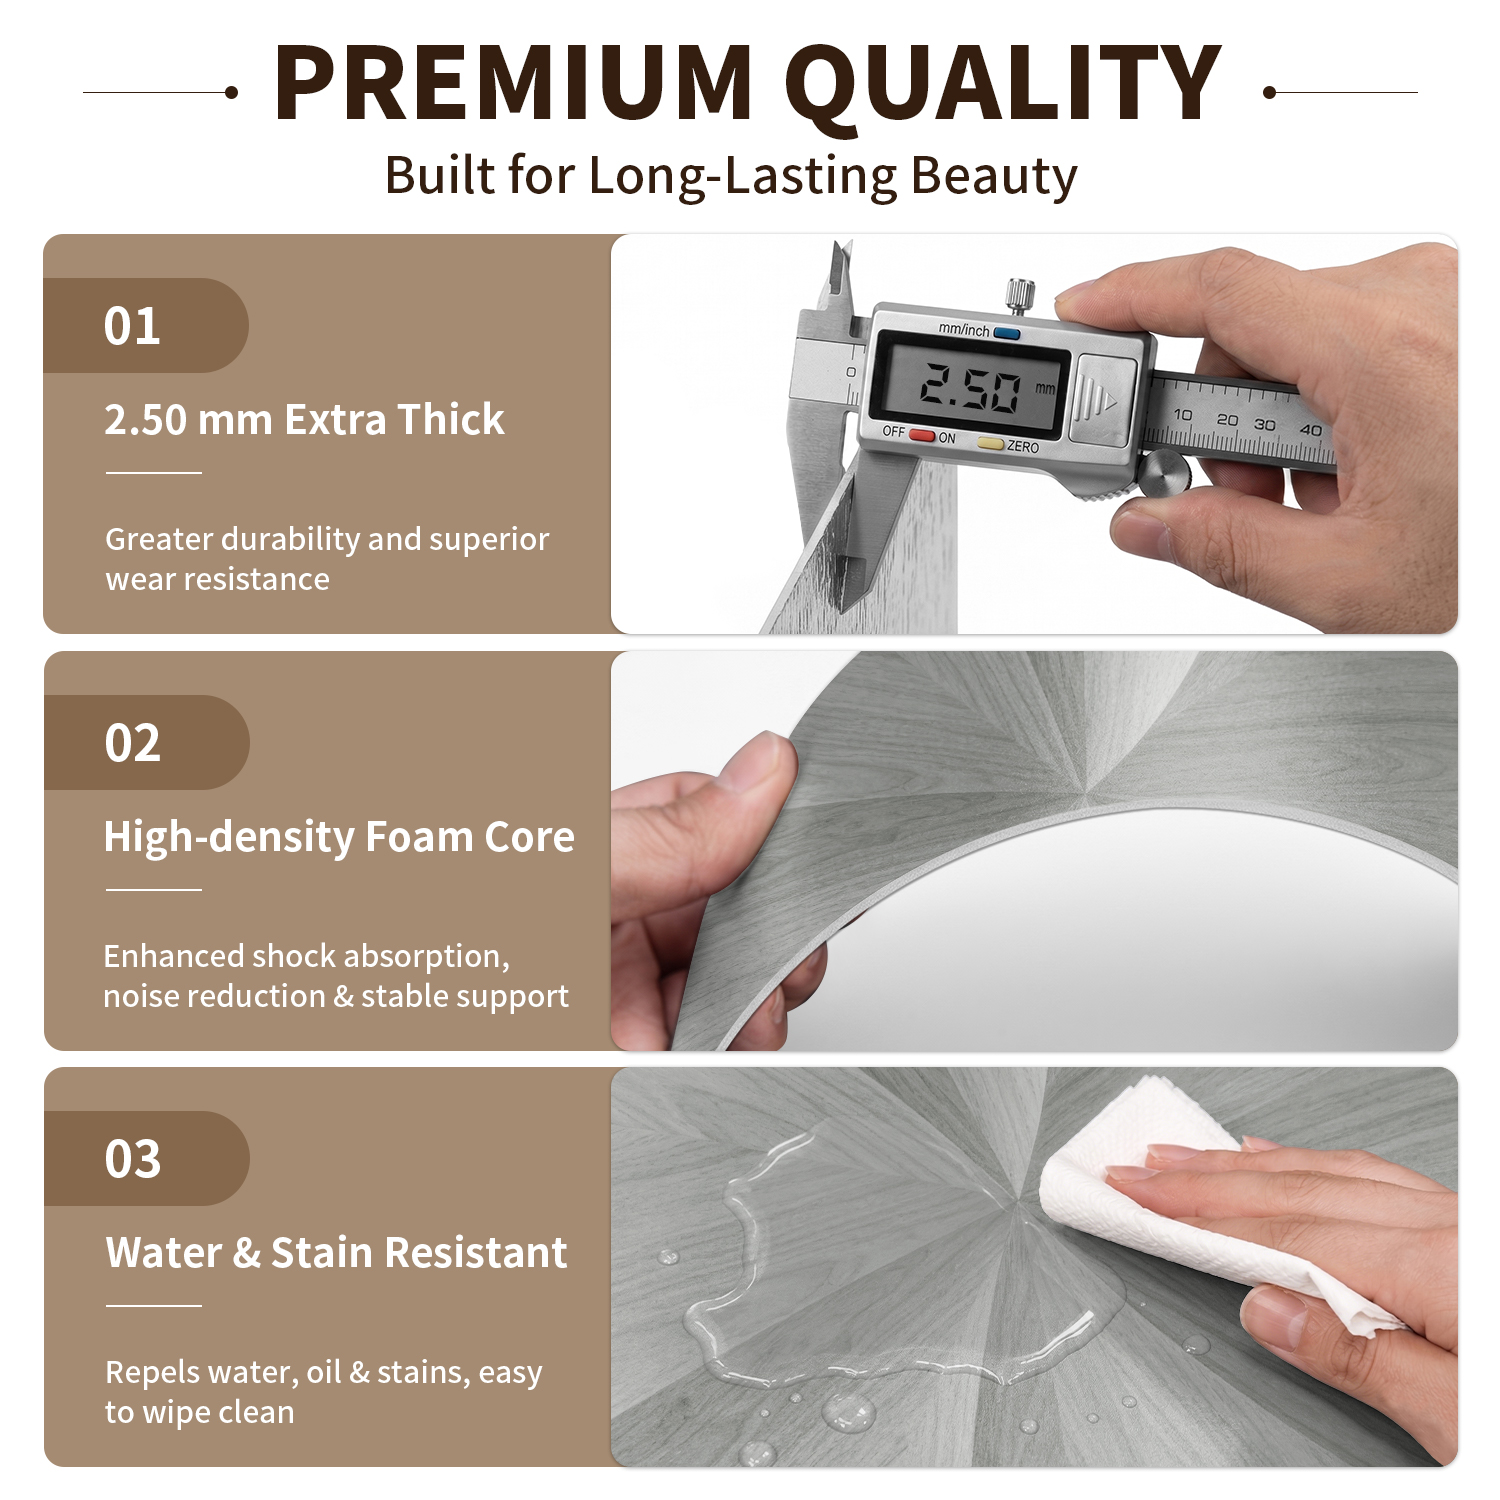 PREMIUM QUALITY
Built for Long-Lasting Beauty
01
2.50 mm Extra Thick
Greater durability and superior
wear resistance
mm/inch
0
2.50 mm
OFF ON ZERO
10 20 30 40
02
High-density Foam Core
Enhanced shock absorption,
noise reduction & stable support
03
Water & Stain Resistant
Repels water, oil & stains, easy
to wipe clean